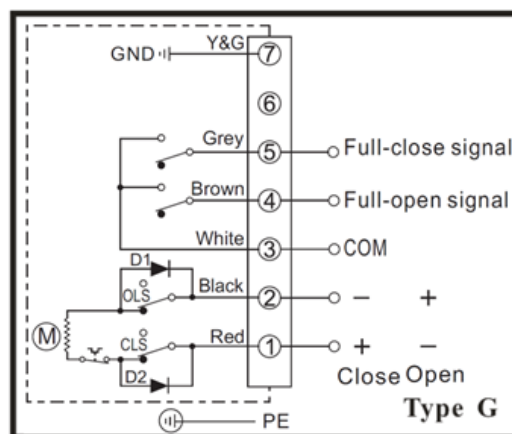 Y&G
GND 7
6
Grey 5 Full-close signal
Brown 4 Full-open signal
White 3 COM
D1
OLS Black 2 − +
M CLS Red 1 + −
D2 Close Open
PE Type G